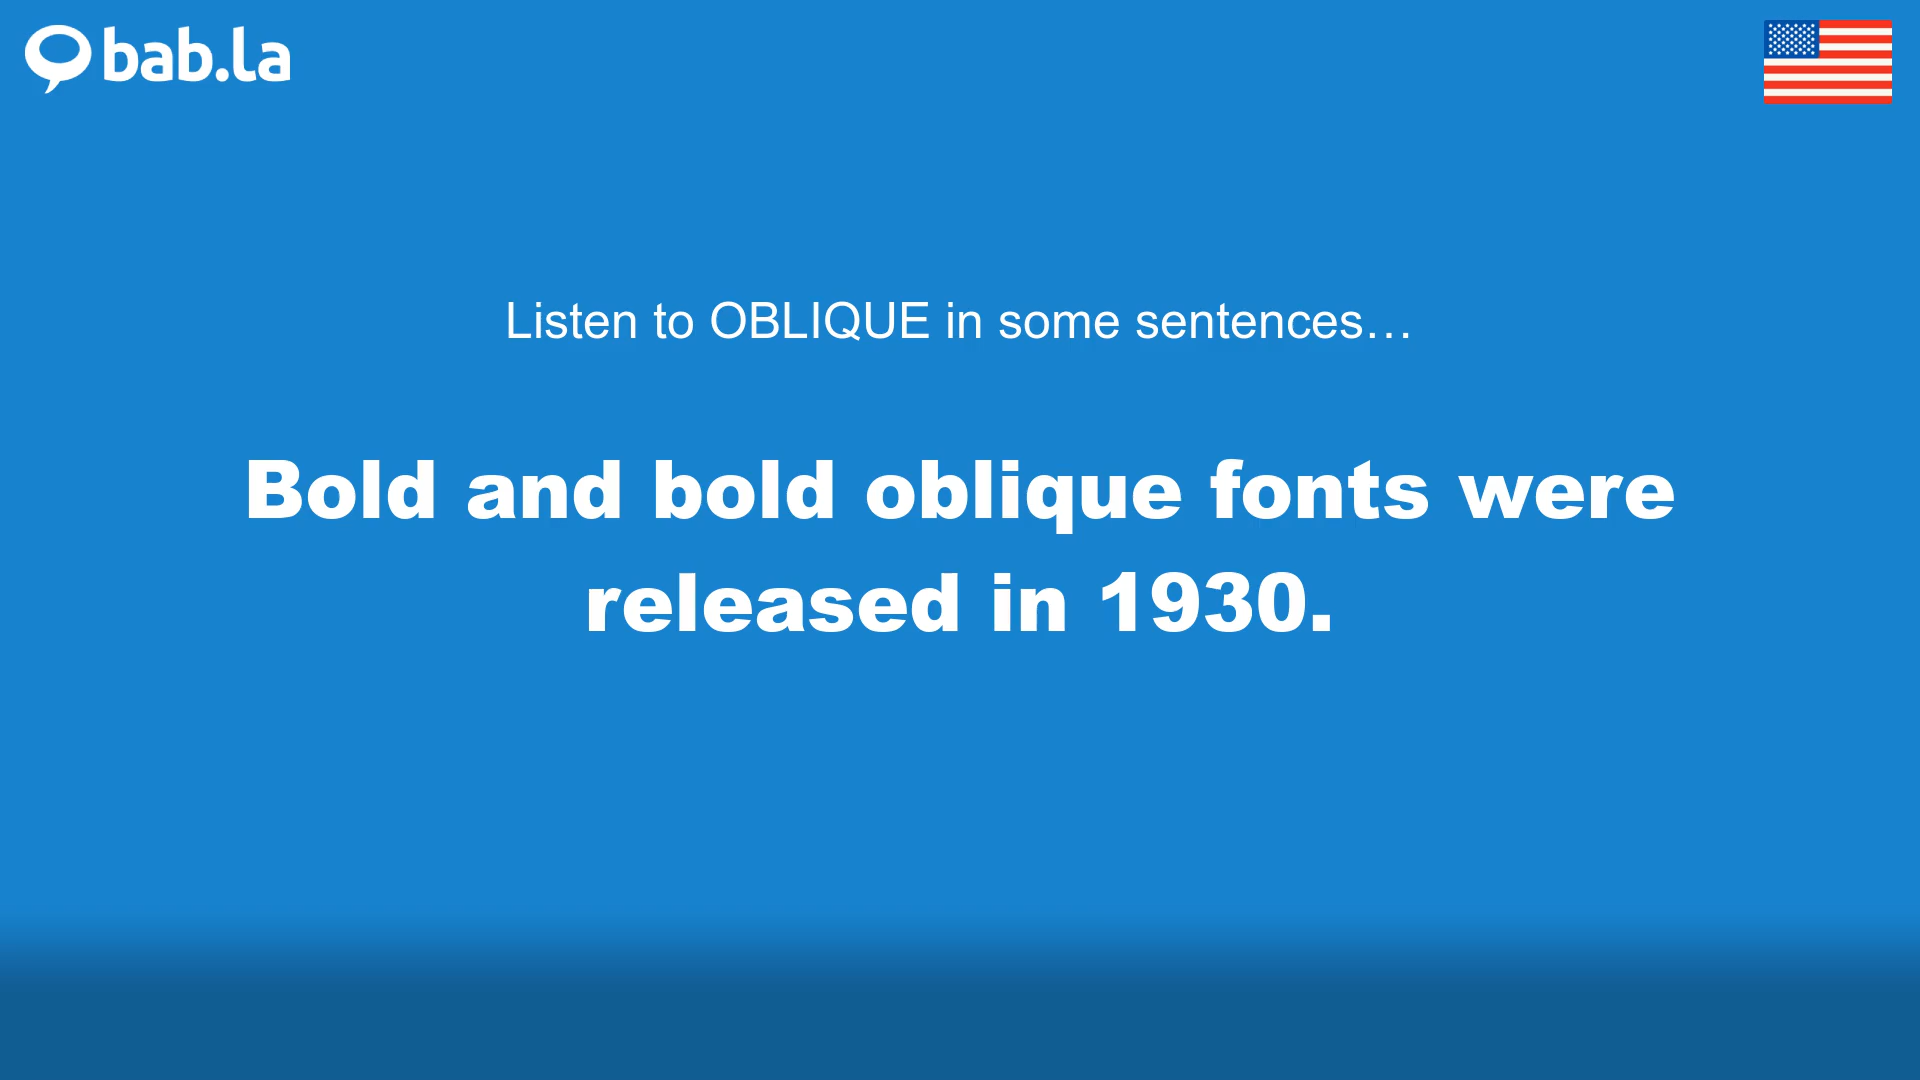 bab.la
Listen to OBLIQUE in some sentences…
Bold and bold oblique fonts were
released in 1930.